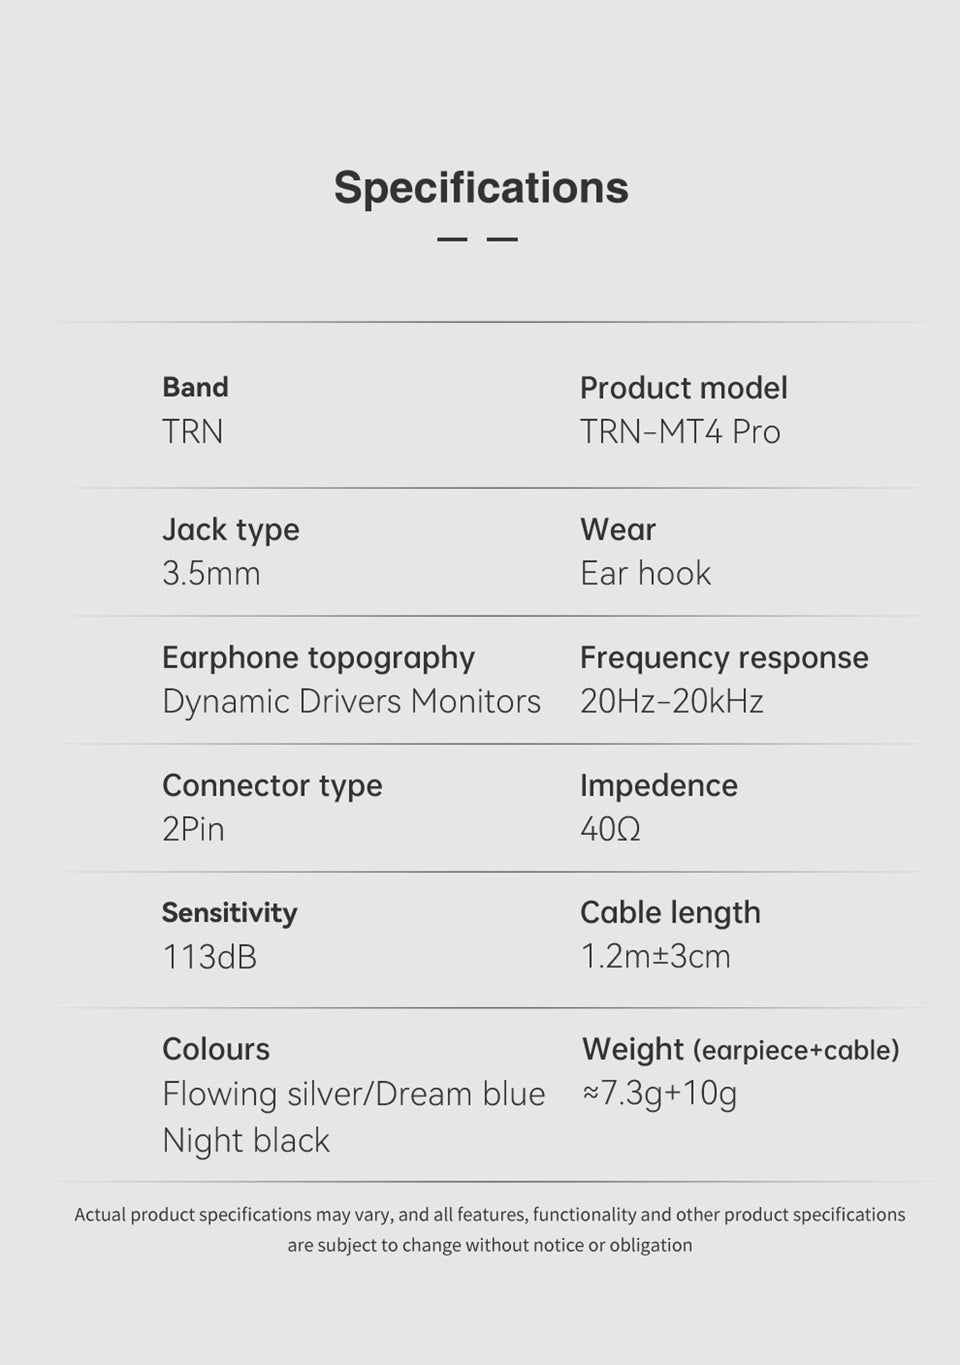 Specifications
Band
TRN
Product model
TRN-MT4 Pro
Jack type
3.5mm
Wear
Ear hook
Earphone topography
Dynamic Drivers Monitors
Frequency response
20Hz-20kHz
Connector type
2Pin
Impedence
40Ω
Sensitivity
113dB
Cable length
1.2m±3cm
Colours
Flowing silver/Dream blue
Night black
Weight (earpiece+cable)
≈7.3g+10g
Actual product specifications may vary, and all features, functionality and other product specifications
are subject to change without notice or obligation